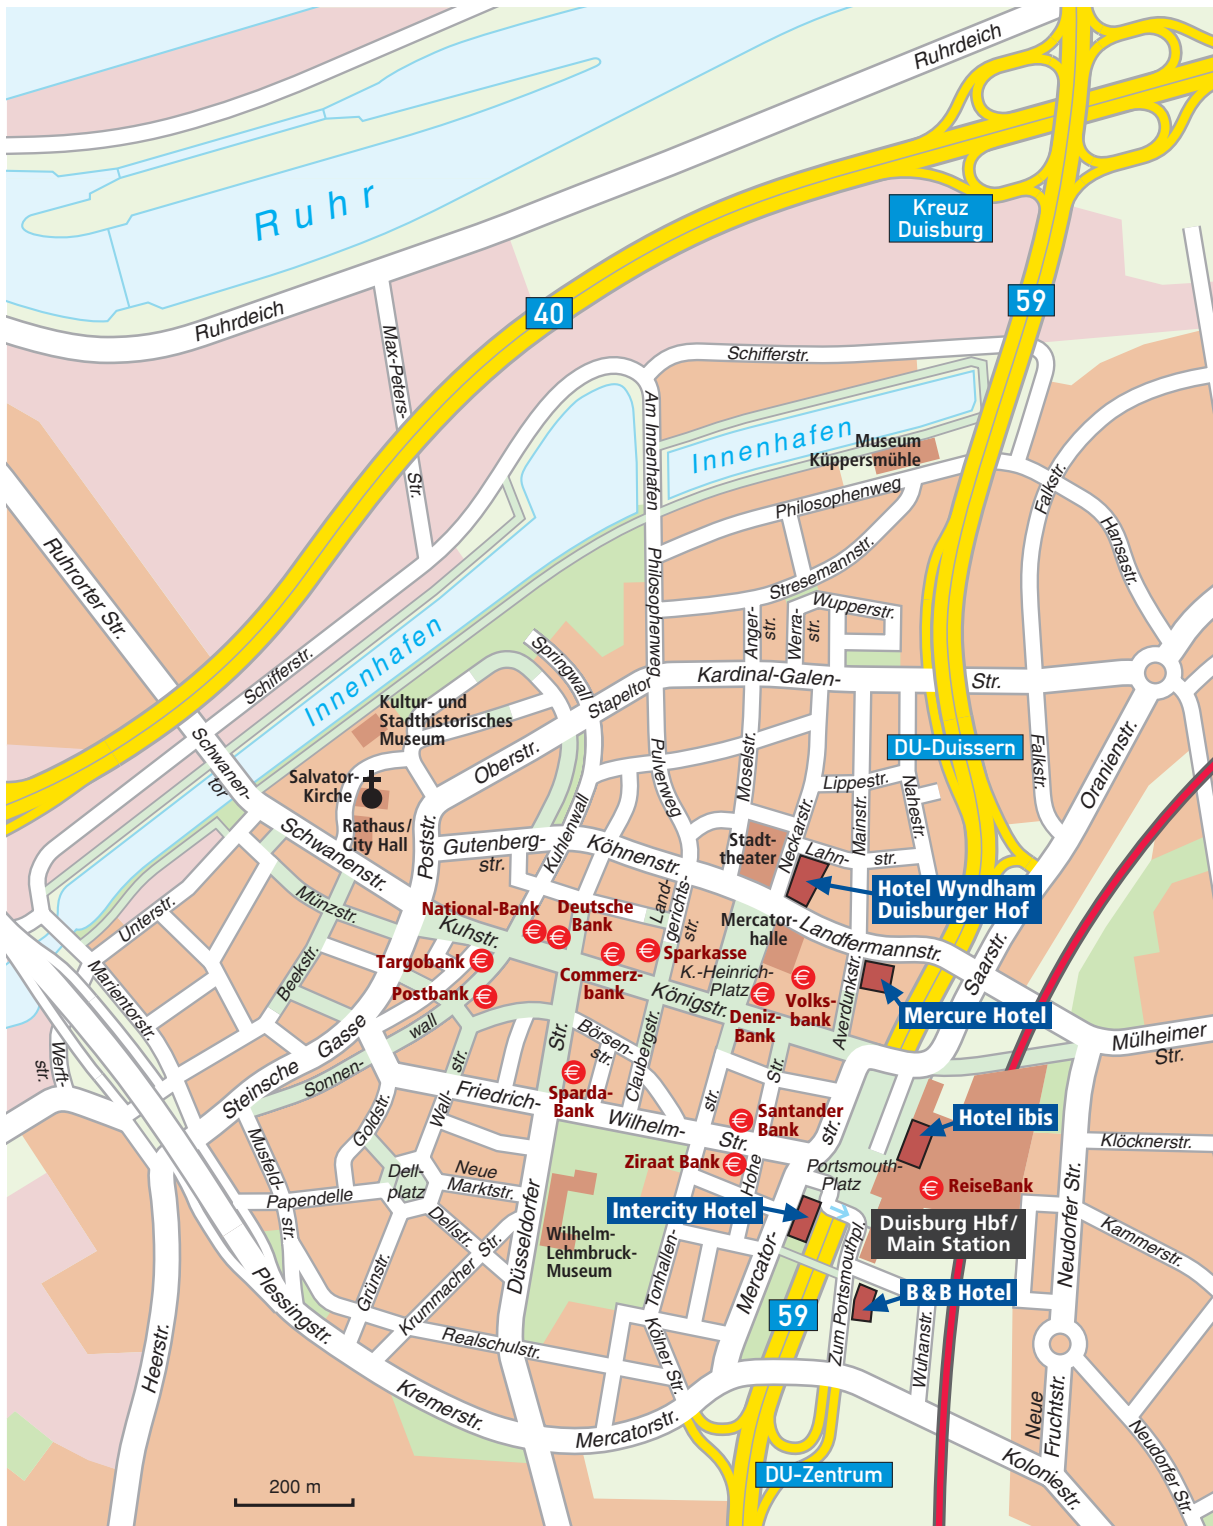 Ruhrdeich
Ruhr
Kreuz
Duisburg
40
59
Ruhrdeich
Max-Peters-
Str.
Schifferstr.
Am Innenhafen
Innenhafen
Museum
Küppersmühle
Philosophenweg
Falkstr.
Hansastr.
Ruhrorter Str.
Philosophenweg
Stresemannstr.
Wupperstr.
Anger-
str.
Werra-
str.
Schifferstr.
Innenhafen
Springwall
Stapeltor
Kardinal-Galen-
Str.
Kultur- und
Stadthistorisches
Museum
Schwanen-
tor
Oberstr.
Pulverweg
Moselstr.
DU-Duissern
Falkstr.
Oranienstr.
Salvator-
Kirche
Lippestr.
Nahestr.
Mainstr.
Neckarstr.
Rathaus/
City Hall
Schwanenstr.
Poststr.
Gutenberg-
str.
Kuhlenwall
Köhnenstr.
Stadt-
theater
Lahn-
str.
Hotel Wyndham
Duisburger Hof
Münzstr.
Unterstr.
National-Bank
Deutsche
Bank
Land-
gerichts-
str.
Mercator-
halle
Landfermannstr.
Kuhstr.
Targobank
Sparkasse
Commerz-
bank
K.-Heinrich-
Platz
Saarstr.
Beekstr.
Marientorstr.
Postbank
Königstr.
Volks-
bank
Deniz-
Bank
Averdunkstr.
Mercure Hotel
Mülheimer
Str.
wall
Steinsche
Gasse
Sonnen-
Str.
Börsen-
str.
Claubergstr.
Werft-
str.
str.
Wall-
Friedrich-
Wilhelm-
Str.
Sparda-
Bank
str.
Str.
Santander
Bank
str.
Hotel ibis
Goldstr.
Klöcknerstr.
Musfeld-
str.
Papendelle
Dell-
platz
Neue
Marktstr.
Ziraat Bank
Hohe
Portsmouth-
Platz
ReiseBank
Intercity Hotel
Duisburg Hbf/
Main Station
Neudorfer Str.
Kammerstr.
Dellstr.
Düsseldorfer
Wilhelm-
Lehmbruck-
Museum
Grünstr.
Krummacher Str.
Tonhallen-
Mercator-
Zum Portsmouthpl.
B&B Hotel
59
Plessingstr.
Heerstr.
Realschulstr.
Kölner Str.
Wuhanstr.
Kremerstr.
Mercatorstr.
Neue
Fruchtstr.
Neudorfer Str.
Koloniestr.
DU-Zentrum
200 m